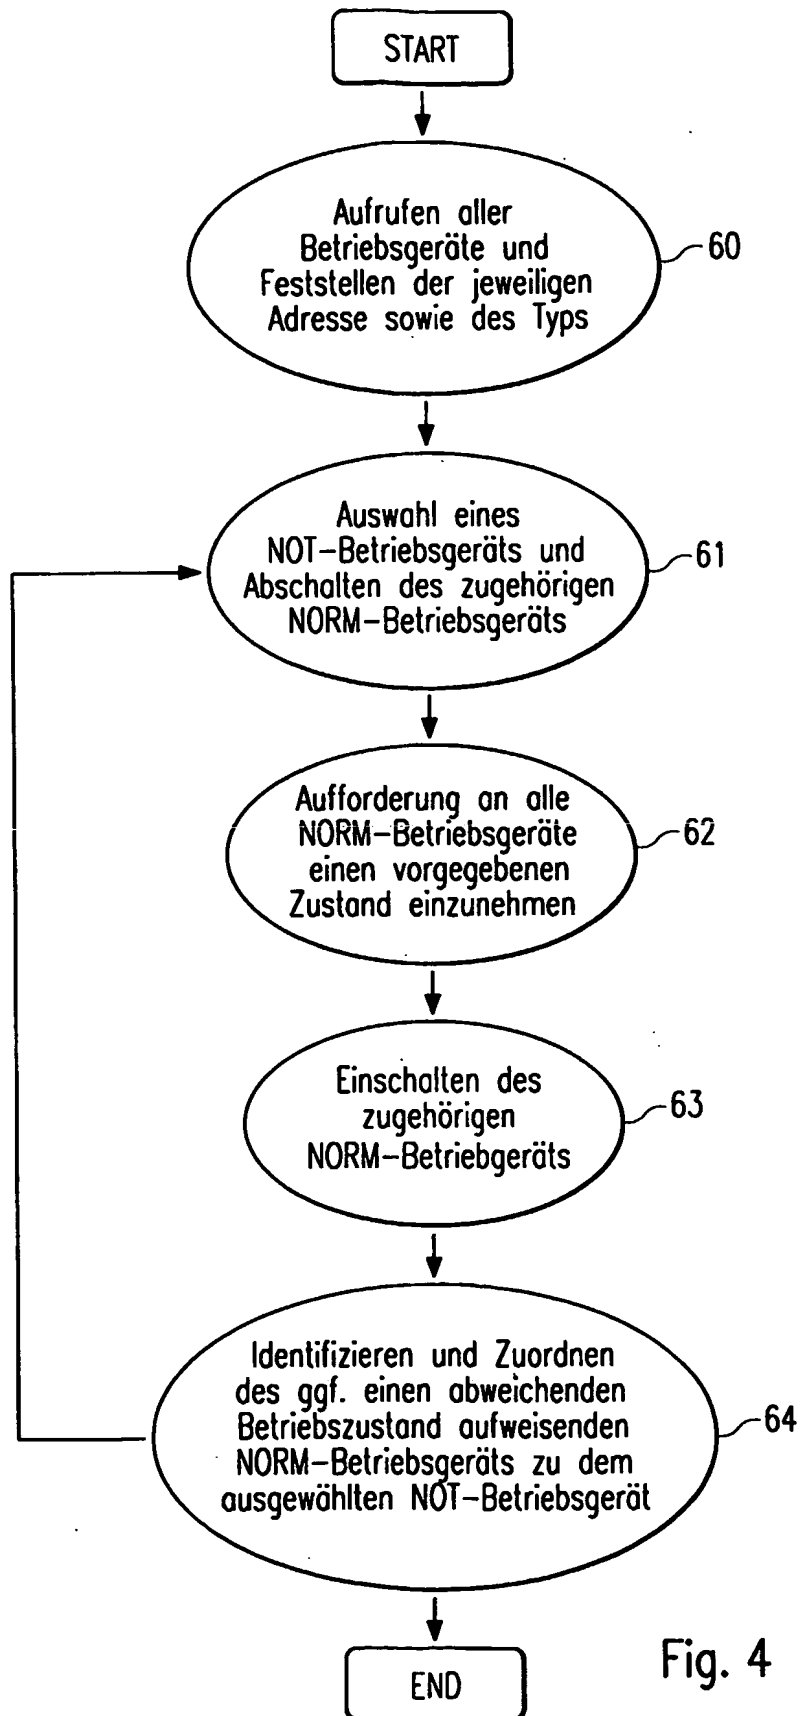 START
Aufrufen aller
Betriebsgeräte und
Feststellen der jeweiligen
Adresse sowie des Typs
60
Auswahl eines
NOT-Betriebsgeräts und
Abschalten des zugehörigen
NORM-Betriebsgeräts
61
Aufforderung an alle
NORM-Betriebsgeräte
einen vorgegebenen
Zustand einzunehmen
62
Einschalten des
zugehörigen
NORM-Betriebgeräts
63
Identifizieren und Zuordnen
des ggf. einen abweichenden
Betriebszustand aufweisenden
NORM-Betriebsgeräts zu dem
ausgewählten NOT-Betriebsgerät
64
END
Fig. 4